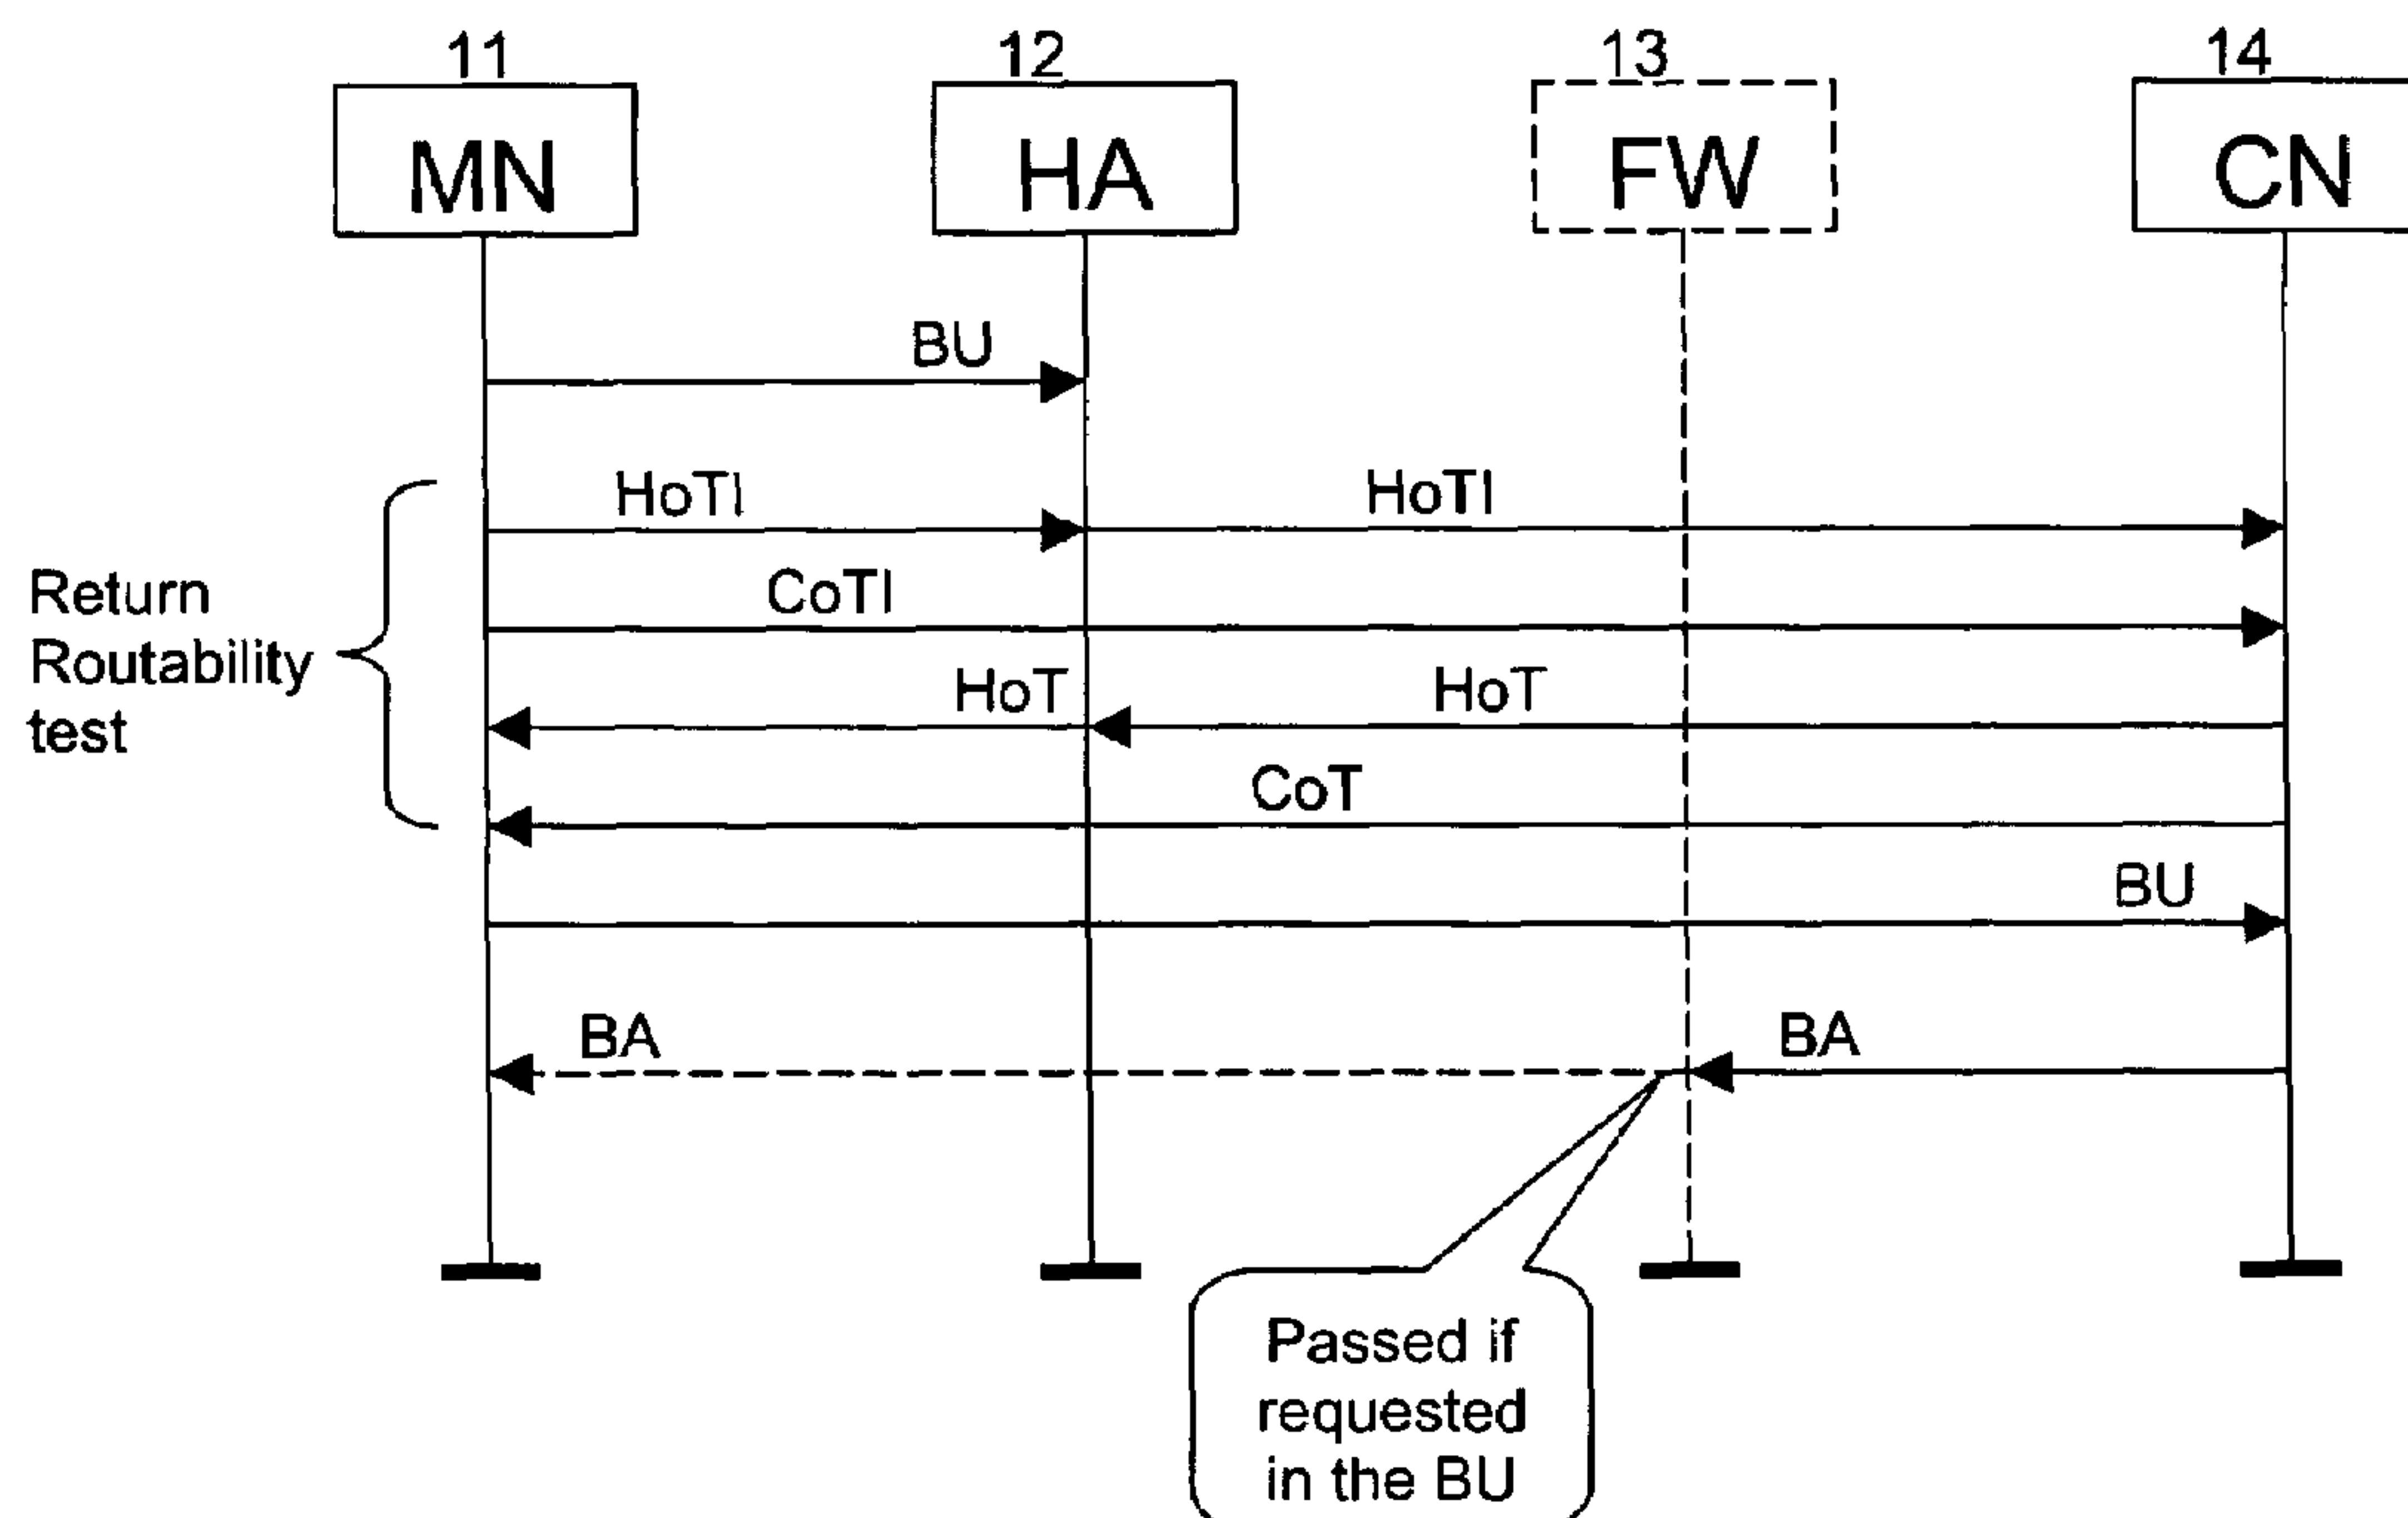 11
12
13
14
MN
HA
FW
CN
BU
HoTI
HoTI
CoTI
Return
Routability
test
HoT
HoT
CoT
BU
BA
BA
Passed if
requested
in the BU